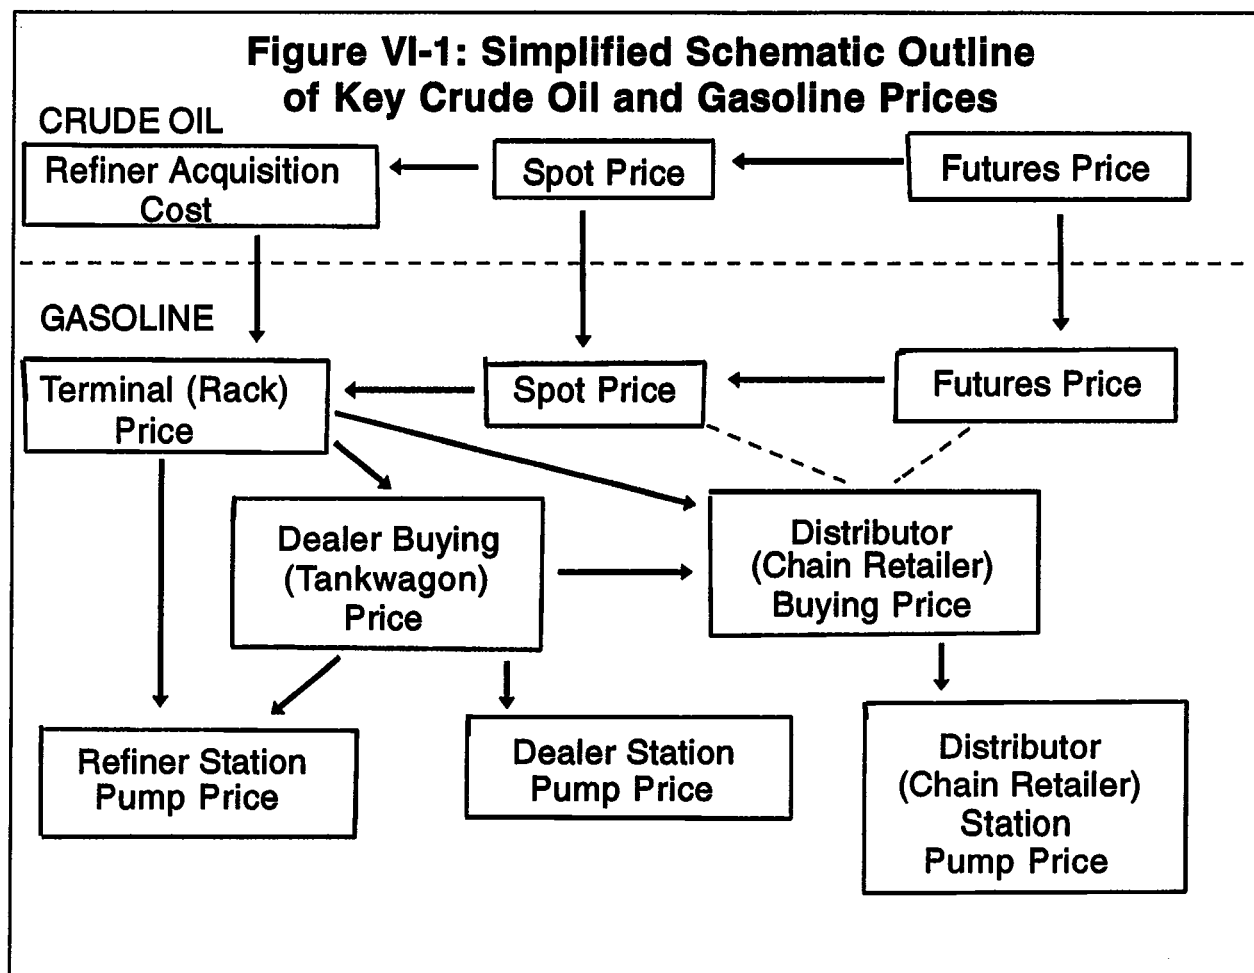 Figure VI-1: Simplified Schematic Outline
of Key Crude Oil and Gasoline Prices
CRUDE OIL
Refiner Acquisition
Cost
Spot Price
Futures Price
GASOLINE
Terminal (Rack)
Price
Spot Price
Futures Price
Dealer Buying
(Tankwagon)
Price
Distributor
(Chain Retailer)
Buying Price
Refiner Station
Pump Price
Dealer Station
Pump Price
Distributor
(Chain Retailer)
Station
Pump Price